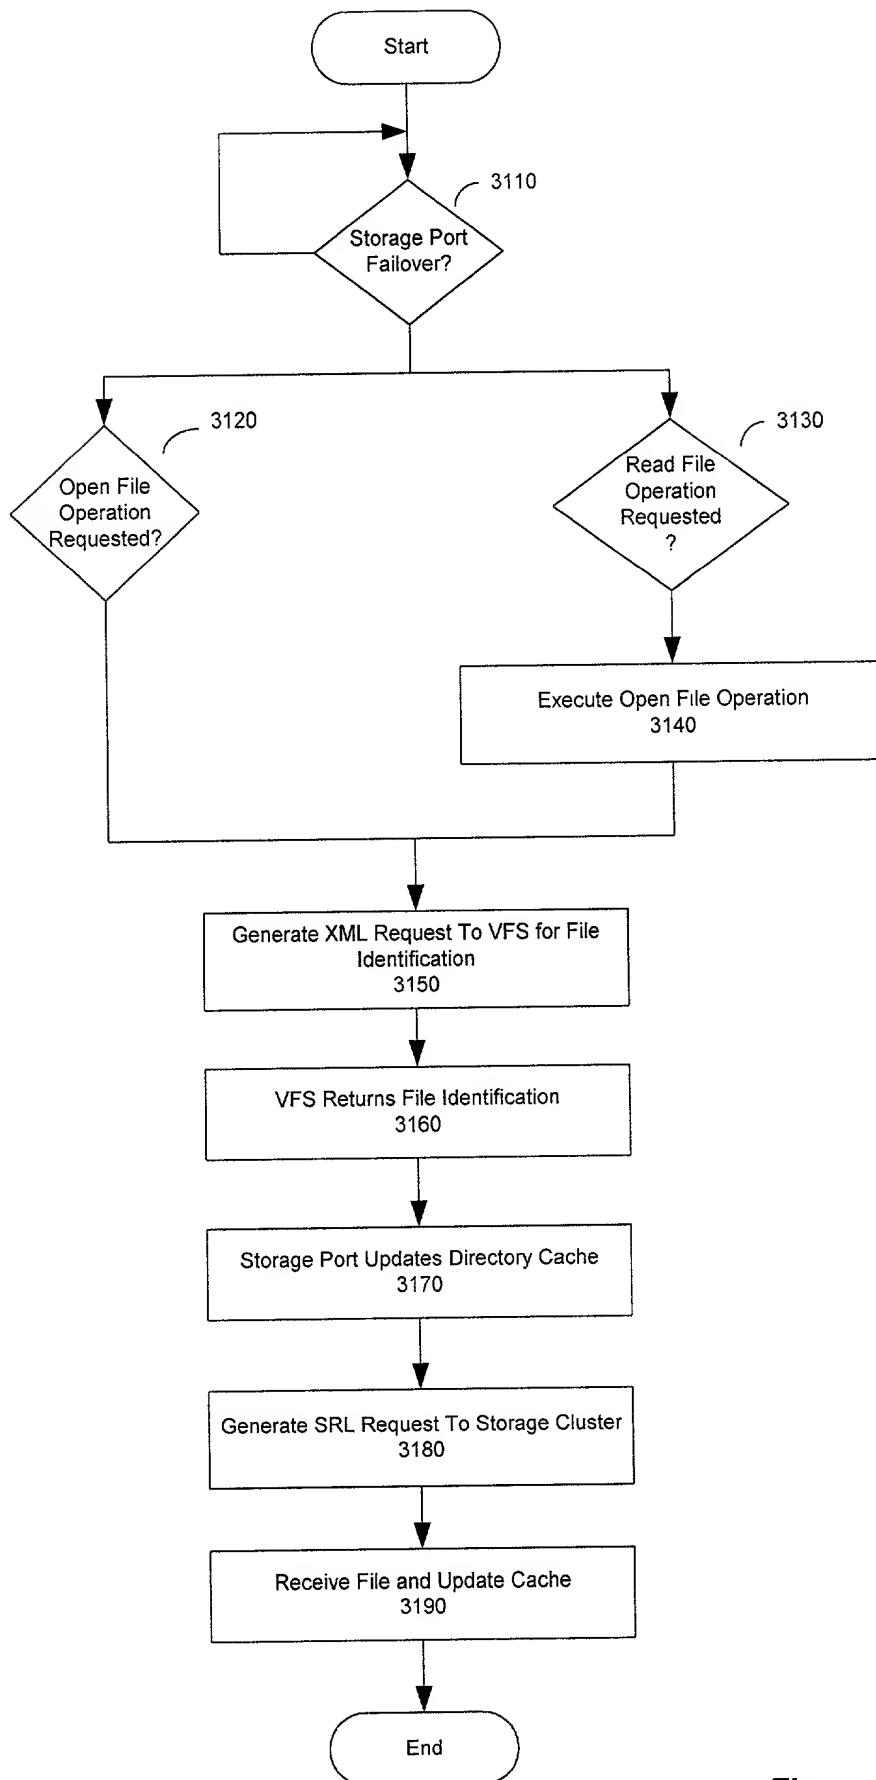 Start
3110
Storage Port
Failover?
3120
3130
Open File
Operation
Requested?
Read File
Operation
Requested
?
Execute Open File Operation
3140
Generate XML Request To VFS for File
Identification
3150
VFS Returns File Identification
3160
Storage Port Updates Directory Cache
3170
Generate SRL Request To Storage Cluster
3180
Receive File and Update Cache
3190
End